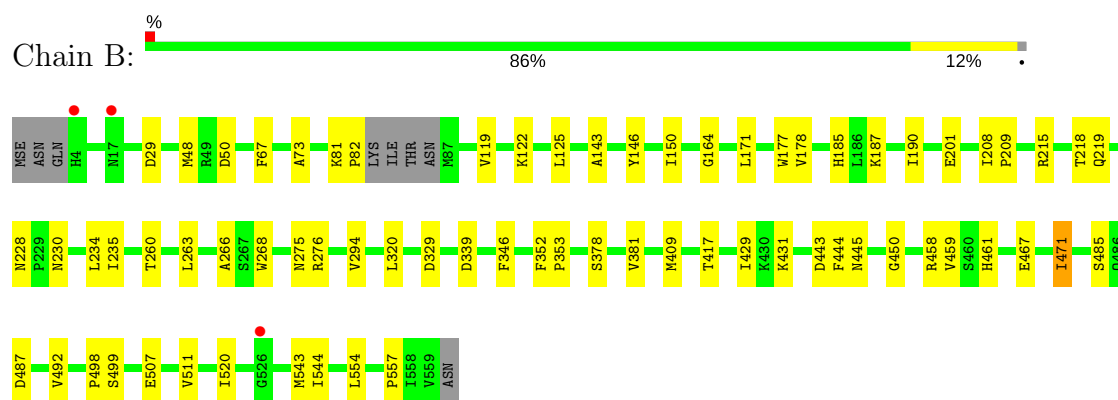 %
Chain B:
86% 12% •
MSE ASN GLN H4 N17 D29 M48 R49 D50 F67 A73 K81 P82 LYS ILE THR ASN M87 V119 K122 L125 A143 Y146 I150 G164 L171 W177 V178 H185 L186 K187 I190 E201 I208 P209 R215 T218 Q219
N228 P229 N230 L234 I235 T260 L263 A266 S267 W268 N275 R276 V294 L320 D329 D339 F346 F352 P353 S378 V381 M409 T417 I429 K430 K431 D443 F444 N445 G450 R458 V459 S460 H461 E467 I471 S485
D487 V492 P498 S499 E507 V511 I520 G526 M543 I544 L554 P557 I558 V559 ASN